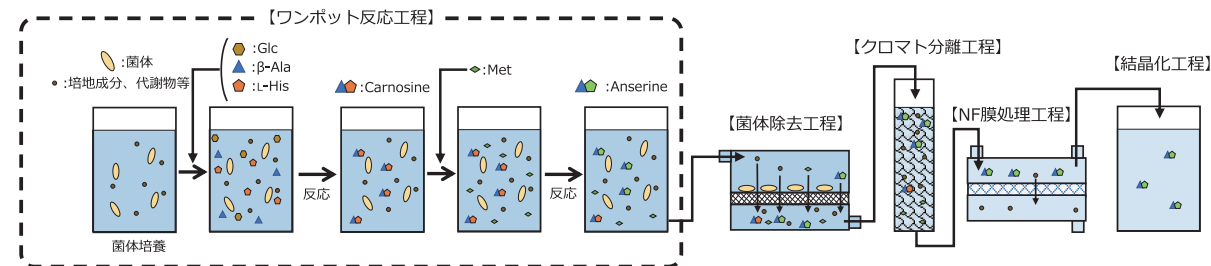 【ワンポット反応工程】
:菌体
:培地成分、代謝物等
:Glc
:β-Ala
:L-His
:Carnosine
:Met
:Anserine
菌体培養
反応
反応
【菌体除去工程】
【クロマト分離工程】
【NF膜処理工程】
【結晶化工程】